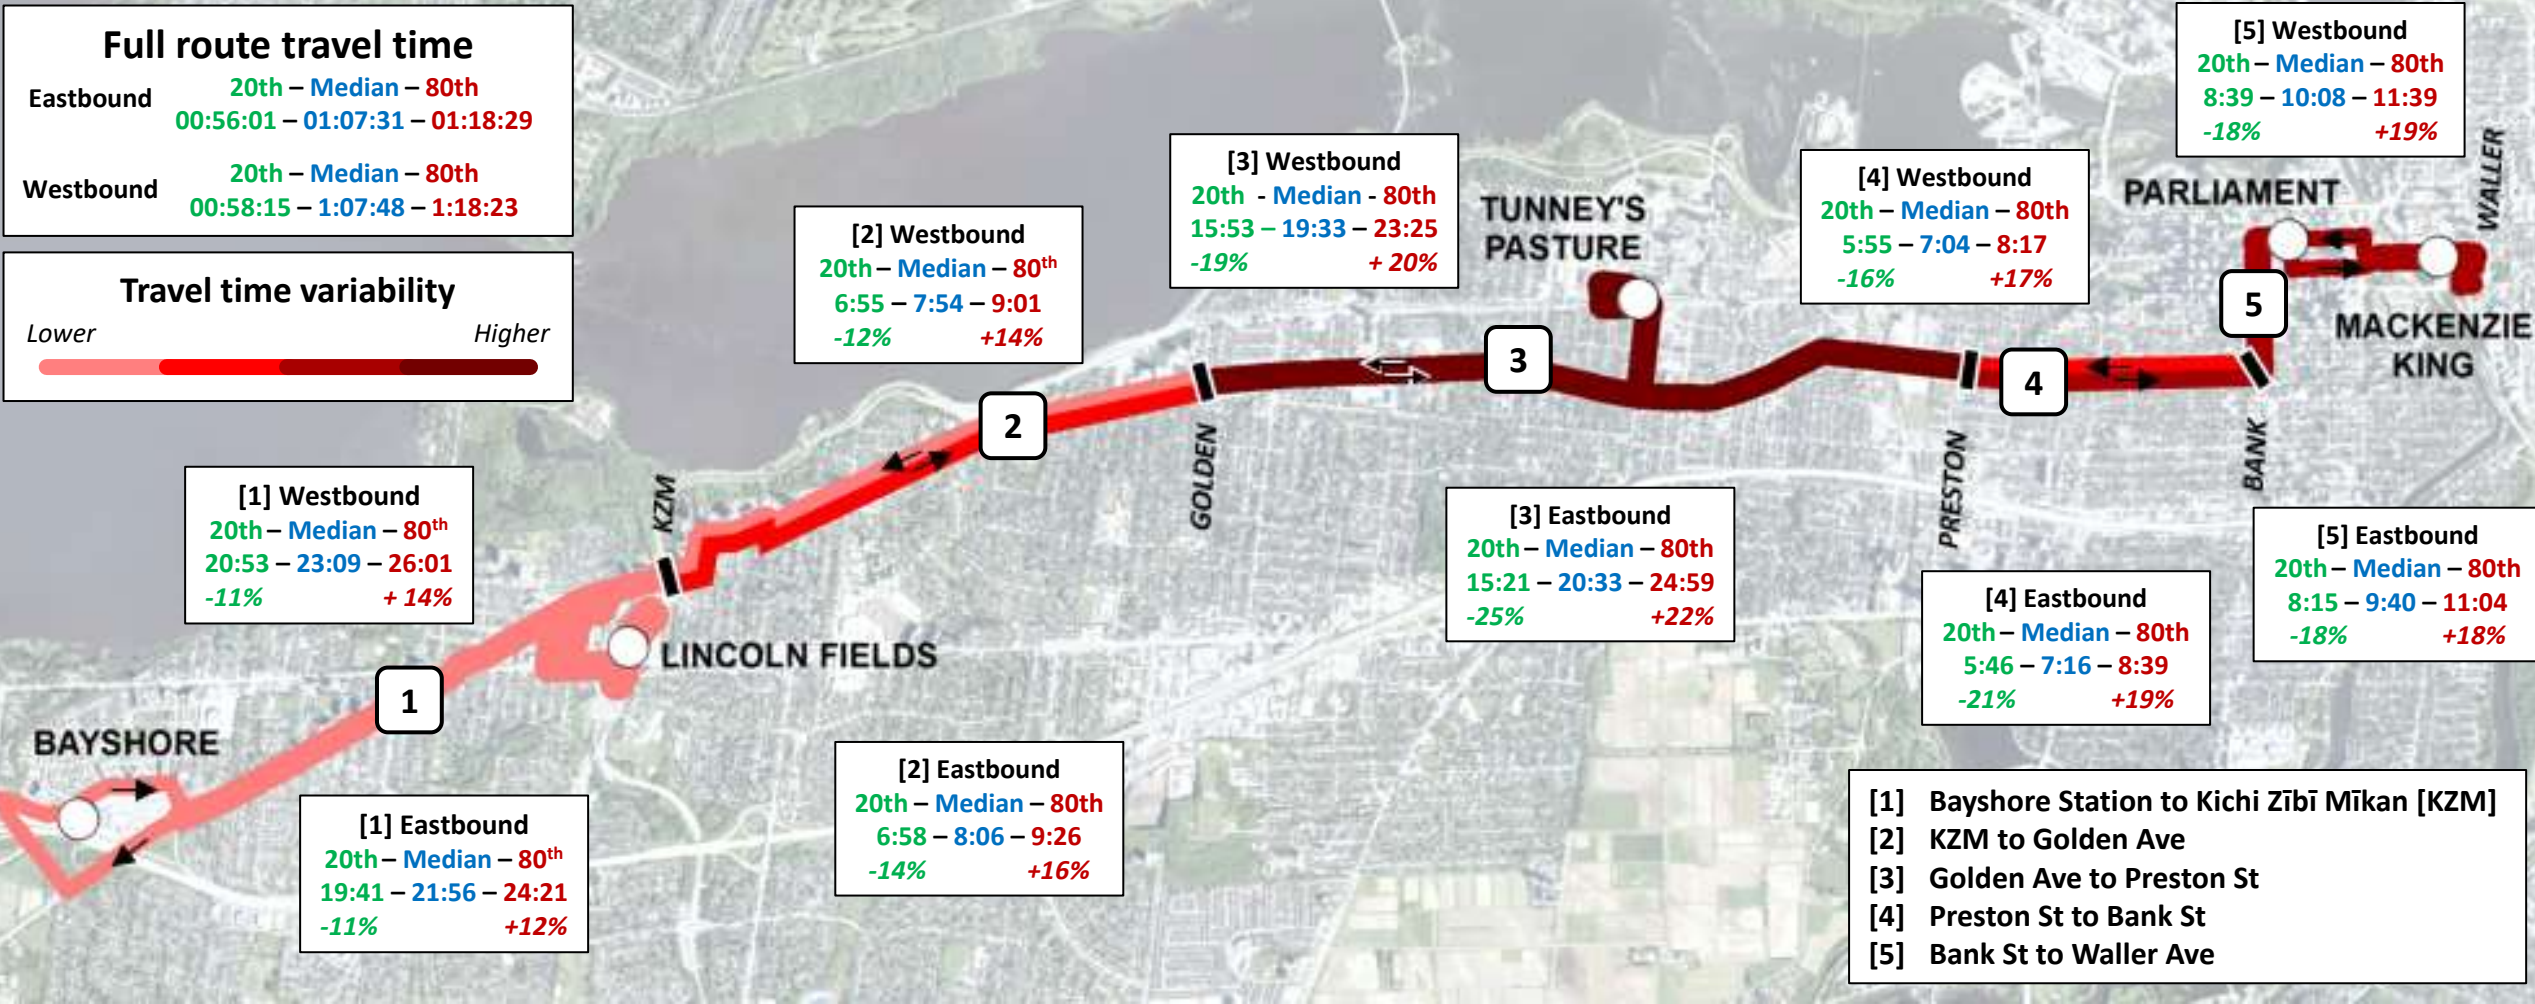 Full route travel time
Eastbound
20th – Median – 80th
00:56:01 – 01:07:31 – 01:18:29
Westbound
20th – Median – 80th
00:58:15 – 1:07:48 – 1:18:23
Travel time variability
Lower Higher
[5] Westbound
20th – Median – 80th
8:39 – 10:08 – 11:39
-18% +19%
[3] Westbound
20th - Median - 80th
15:53 – 19:33 – 23:25
-19% + 20%
[4] Westbound
20th – Median – 80th
5:55 – 7:04 – 8:17
-16% +17%
[2] Westbound
20th – Median – 80th
6:55 – 7:54 – 9:01
-12% +14%
TUNNEY'S
PASTURE
PARLIAMENT
WALLER
MACKENZIE
KING
5
3
4
2
GOLDEN
PRESTON
BANK
KZM
[1] Westbound
20th – Median – 80th
20:53 – 23:09 – 26:01
-11% + 14%
LINCOLN FIELDS
1
BAYSHORE
[3] Eastbound
20th – Median – 80th
15:21 – 20:33 – 24:59
-25% +22%
[5] Eastbound
20th – Median – 80th
8:15 – 9:40 – 11:04
-18% +18%
[4] Eastbound
20th – Median – 80th
5:46 – 7:16 – 8:39
-21% +19%
[2] Eastbound
20th – Median – 80th
6:58 – 8:06 – 9:26
-14% +16%
[1] Eastbound
20th – Median – 80th
19:41 – 21:56 – 24:21
-11% +12%
[1] Bayshore Station to Kichi Zībī Mīkan [KZM]
[2] KZM to Golden Ave
[3] Golden Ave to Preston St
[4] Preston St to Bank St
[5] Bank St to Waller Ave